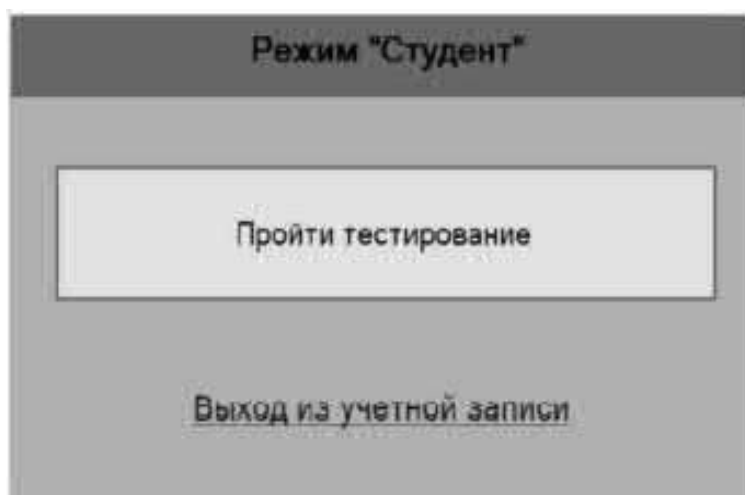 Режим "Студент"
Пройти тестирование
Выход из учетной записи